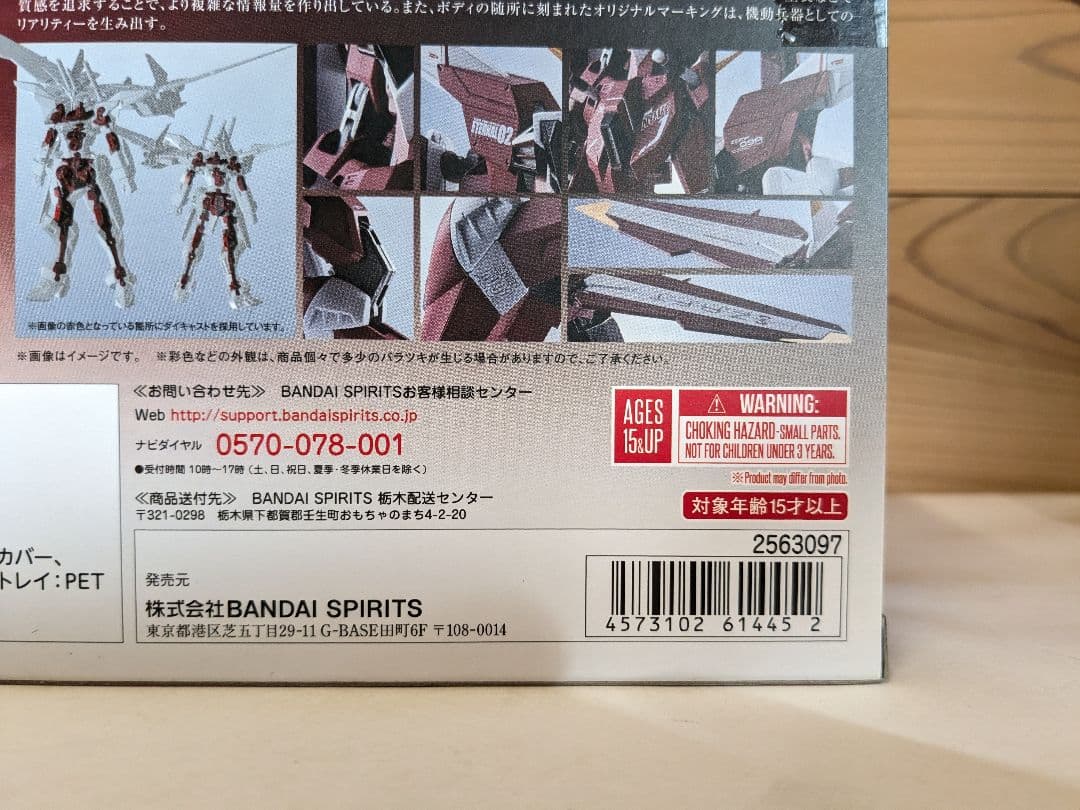 質感を追求することで、より複雑な情報量を作り出している。また、ボディの随所に刻まれたオリジナルマーキングは、機動兵器としての
リアリティーを生み出す。
ETERNAL 02
※画像の赤色となっている箇所にダイキャストを採用しています。
※画像はイメージです。 ※彩色などの外観は、商品個々で多少のバラツキが生じる場合がありますので、ご了承ください。
≪お問い合わせ先≫ BANDAI SPIRITSお客様相談センター
Web http://support.bandaispirits.co.jp
ナビダイヤル 0570-078-001
●受付時間 10時〜17時（土、日、祝日、夏季・冬季休業日を除く）
≪商品送付先≫ BANDAI SPIRITS 栃木配送センター
〒321-0298 栃木県下都賀郡壬生町おもちゃのまち4-2-20
AGES
15&UP
⚠ WARNING:
CHOKING HAZARD-SMALL PARTS.
NOT FOR CHILDREN UNDER 3 YEARS.
※Product may differ from photo.
対象年齢15才以上
カバー、
トレイ：PET
2563097
発売元
株式会社BANDAI SPIRITS
東京都港区芝五丁目29-11 G-BASE田町6F 〒108-0014
4573102 61445 2